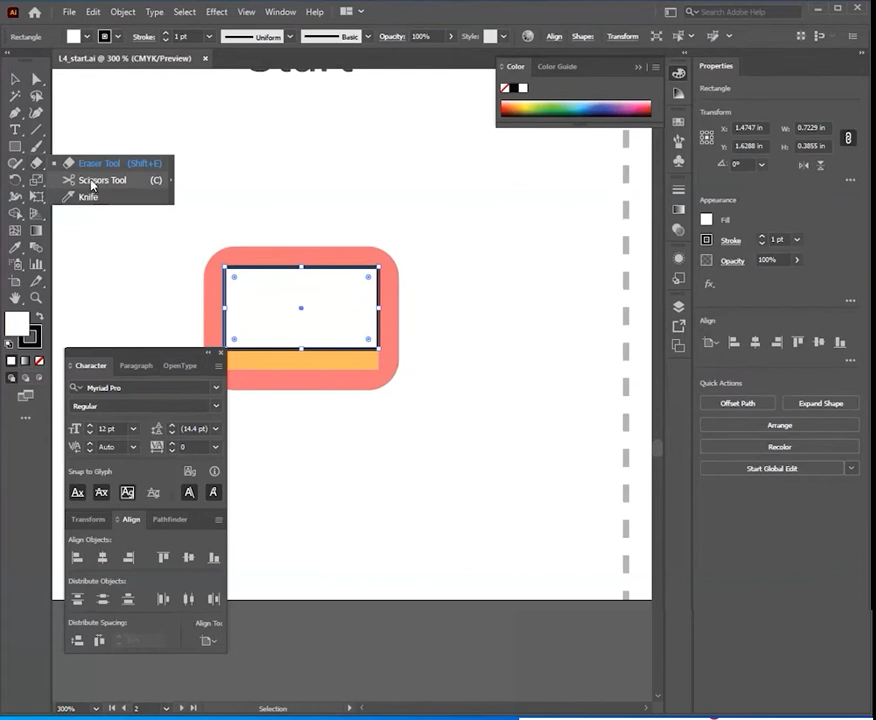 Ai File Edit Object Type Select Effect View Window Help Search Adobe Help
Rectangle Stroke: 1 pt Uniform Basic Opacity: 100% Style: Align Shape: Transform
L4_start.ai @ 300 % (CMYK/Preview)
Start
Color Color Guide
Properties
Rectangle
Transform
X: 1.4747 in W: 0.7229 in
Y: 1.6288 in H: 0.3855 in
0°
Appearance
Fill
Stroke 1 pt
Opacity 100%
fx.
Align
Quick Actions
Offset Path Expand Shape
Arrange
Recolor
Start Global Edit
Eraser Tool (Shift+E)
Scissors Tool (C)
Knife
Character Paragraph OpenType
Myriad Pro
Regular
12 pt (14.4 pt)
Auto 0
Snap to Glyph
Transform Align Pathfinder
Align Objects:
Distribute Objects:
Distribute Spacing: Align To:
300% 2 Selection